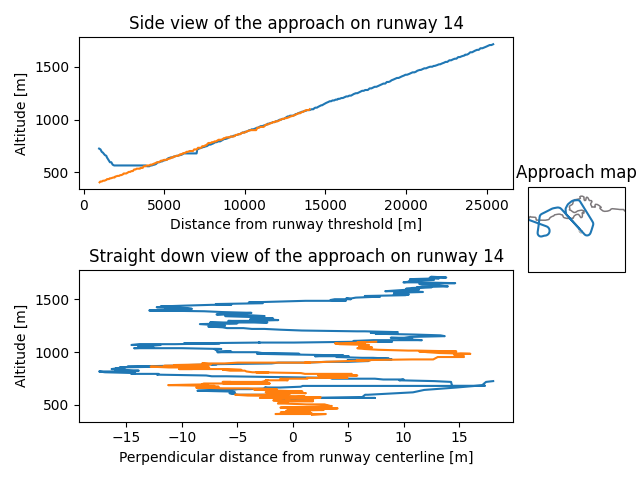 Side view of the approach on runway 14
1500
1000
500
Altitude [m]
0 5000 10000 15000 20000 25000
Distance from runway threshold [m]
Approach map
Straight down view of the approach on runway 14
1500
1000
500
Altitude [m]
−15 −10 −5 0 5 10 15
Perpendicular distance from runway centerline [m]